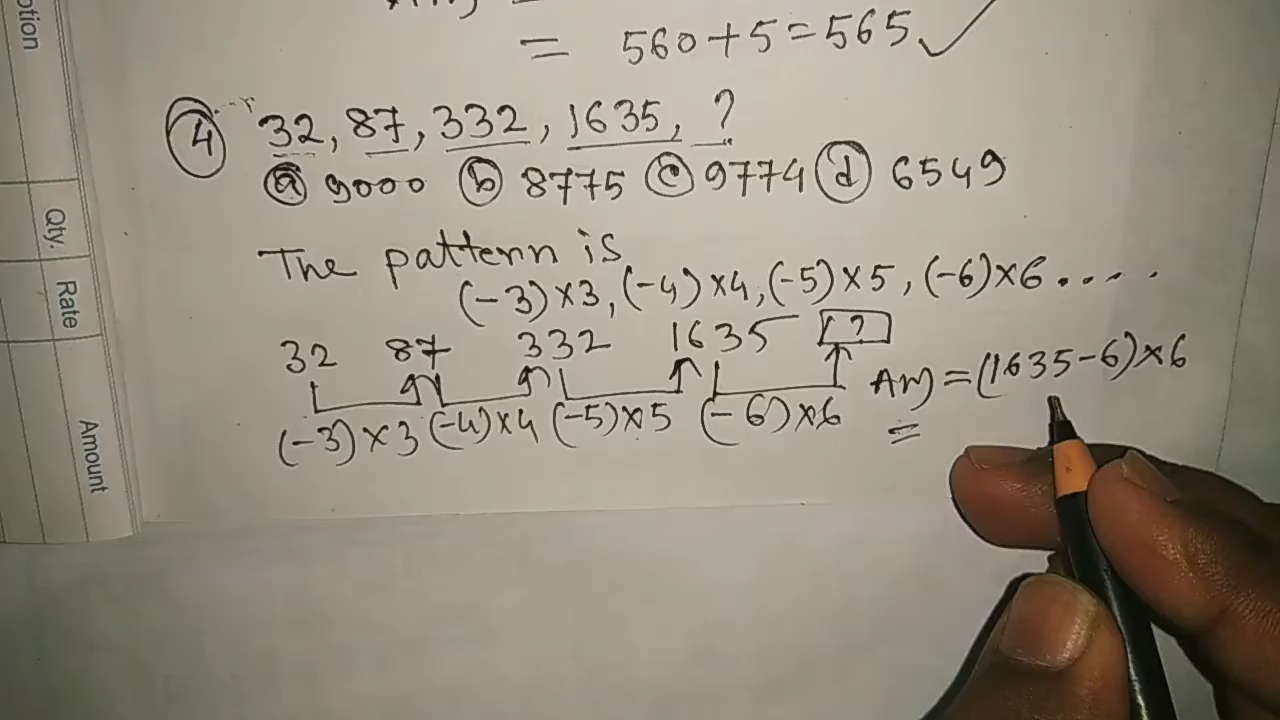 = 560+5=565
④ 32, 87, 332, 1635, ?
ⓐ 9000 ⓑ 8775 ⓒ 9774 ⓓ 6549
The pattern is
(-3)×3, (-4)×4, (-5)×5, (-6)×6....
32 87 332 1635 ?
Ans = (1635-6)×6
(-3)×3 (-4)×4 (-5)×5 (-6)×6
=
Qty.
Rate
Amount